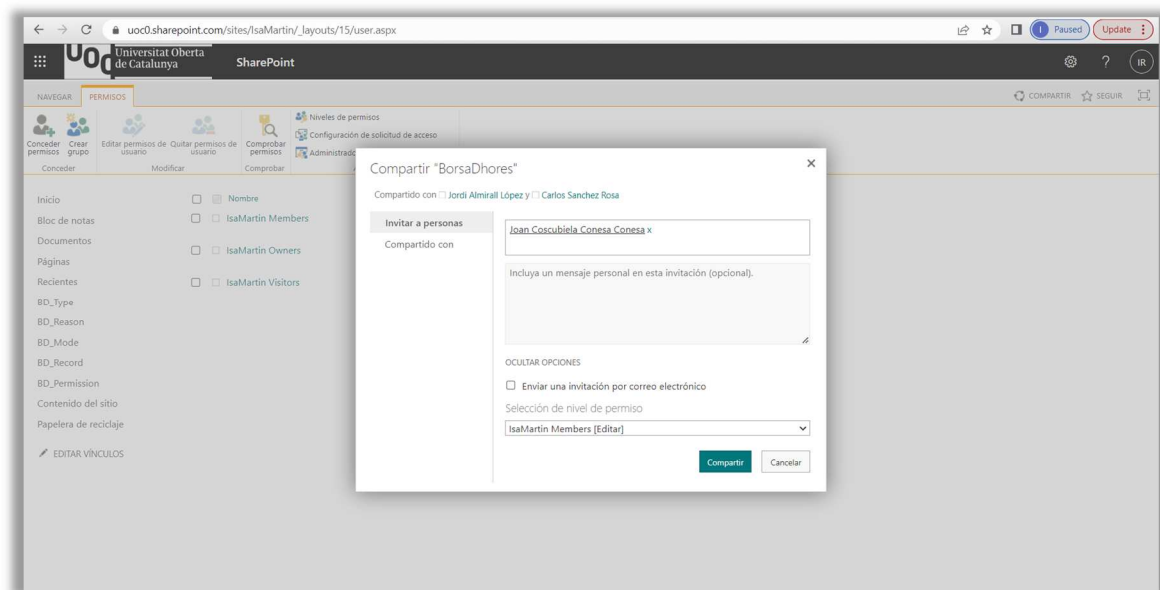 uoc0.sharepoint.com/sites/IsaMartin/_layouts/15/user.aspx
Paused
Update
UOC
Universitat Oberta
de Catalunya
SharePoint
IR
NAVEGAR
PERMISOS
COMPARTIR
SEGUIR
Conceder permisos
Crear grupo
Editar permisos de usuario
Quitar permisos de usuario
Comprobar permisos
Niveles de permisos
Configuración de solicitud de acceso
Administrado
Conceder
Modificar
Comprobar
Inicio
Bloc de notas
Documentos
Páginas
Recientes
BD_Type
BD_Reason
BD_Mode
BD_Record
BD_Permission
Contenido del sitio
Papelera de reciclaje
EDITAR VÍNCULOS
Nombre
IsaMartin Members
IsaMartin Owners
IsaMartin Visitors
Compartir "BorsaDhores"
Compartido con Jordi Almirall López y Carlos Sanchez Rosa
Invitar a personas
Compartido con
Joan Coscubiela Conesa Conesa x
Incluya un mensaje personal en esta invitación (opcional).
OCULTAR OPCIONES
Enviar una invitación por correo electrónico
Selección de nivel de permiso
IsaMartin Members [Editar]
Compartir
Cancelar